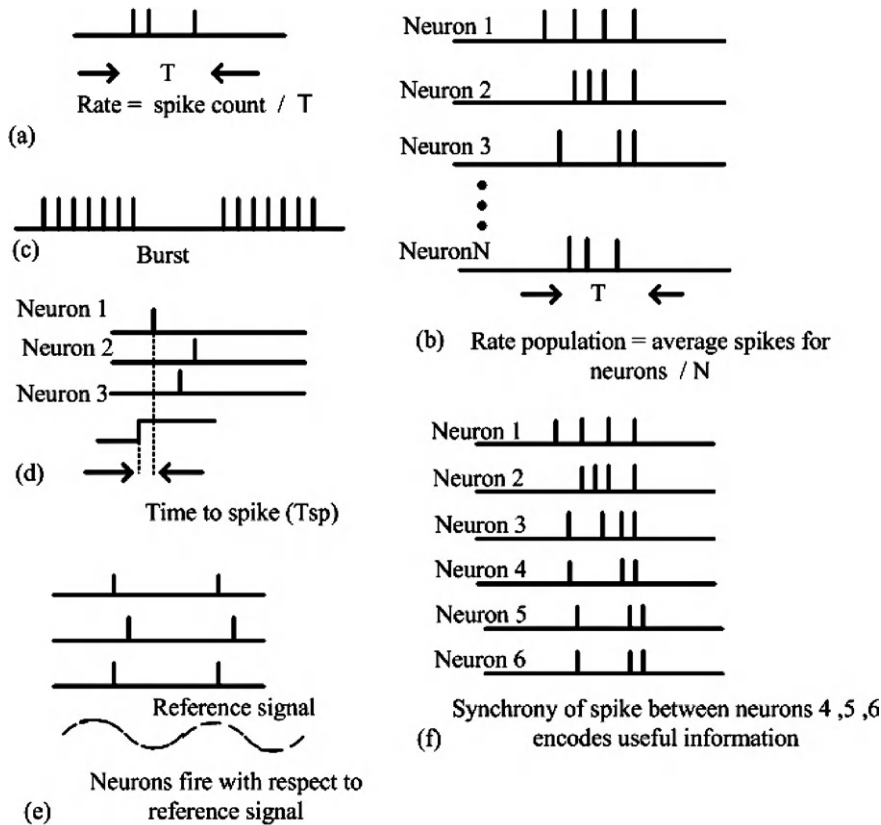 T
Rate = spike count / T
(a)
Neuron 1
Neuron 2
Neuron 3
NeuronN
T
(b) Rate population = average spikes for
neurons / N
(c)
Burst
Neuron 1
Neuron 2
Neuron 3
(d)
Time to spike (Tsp)
Reference signal
Neurons fire with respect to
(e) reference signal
Neuron 1
Neuron 2
Neuron 3
Neuron 4
Neuron 5
Neuron 6
Synchrony of spike between neurons 4 ,5 ,6
(f) encodes useful information